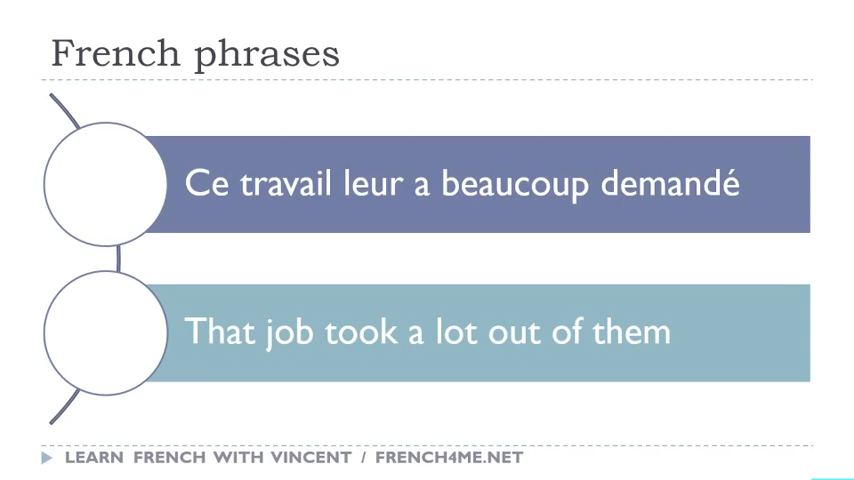 French phrases
Ce travail leur a beaucoup demandé
That job took a lot out of them
LEARN FRENCH WITH VINCENT / FRENCH4ME.NET